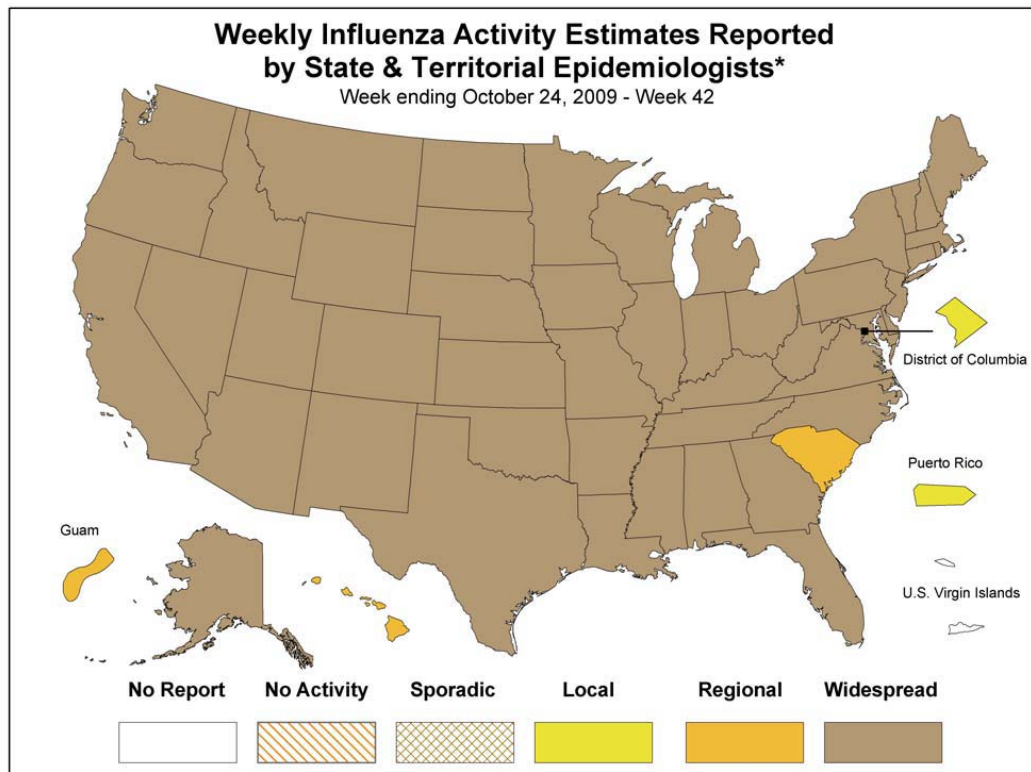 Weekly Influenza Activity Estimates Reported
by State & Territorial Epidemiologists*
Week ending October 24, 2009 - Week 42
District of Columbia
Puerto Rico
Guam
U.S. Virgin Islands
No Report No Activity Sporadic Local Regional Widespread